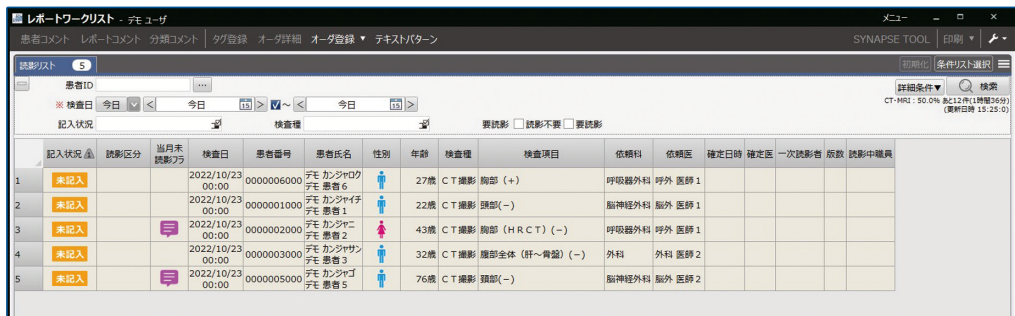 レポートワークリスト - デモ ユーザ メニュー
患者コメント レポートコメント 分類コメント タグ登録 オーダ詳細 オーダ登録 ▼ テキストパターン SYNAPSE TOOL 印刷 ▼
読影リスト 5 初期化 条件リスト選択
患者ID ... 詳細条件▼ 検索
※ 検査日 今日 < 今日 15 > ～ < 今日 15 > CT・MRI : 50.0% あと12件(1時間36分)
(更新日時 15:25:0)
記入状況 検査種 要読影 読影不要 要読影
記入状況 読影区分 当月未読影フラ 検査日 患者番号 患者氏名 性別 年齢 検査種 検査項目 依頼科 依頼医 確定日時 確定医 一次読影者 版数 読影中職員
1 未記入 2022/10/23 00:00 0000006000 デモ カンジャロク デモ 患者6 27歳 CT撮影 胸部（+） 呼吸器外科 呼外 医師1
2 未記入 2022/10/23 00:00 0000001000 デモ カンジャイチ デモ 患者1 22歳 CT撮影 頭部(-) 脳神経外科 脳外 医師1
3 未記入 2022/10/23 00:00 0000002000 デモ カンジャニ デモ 患者2 43歳 CT撮影 胸部（HRCT）(-) 呼吸器外科 呼外 医師1
4 未記入 2022/10/23 00:00 0000003000 デモ カンジャサン デモ 患者3 32歳 CT撮影 腹部全体（肝～骨盤）(-) 外科 外科 医師2
5 未記入 2022/10/23 00:00 0000005000 デモ カンジャゴ デモ 患者5 76歳 CT撮影 頚部(-) 脳神経外科 脳外 医師2